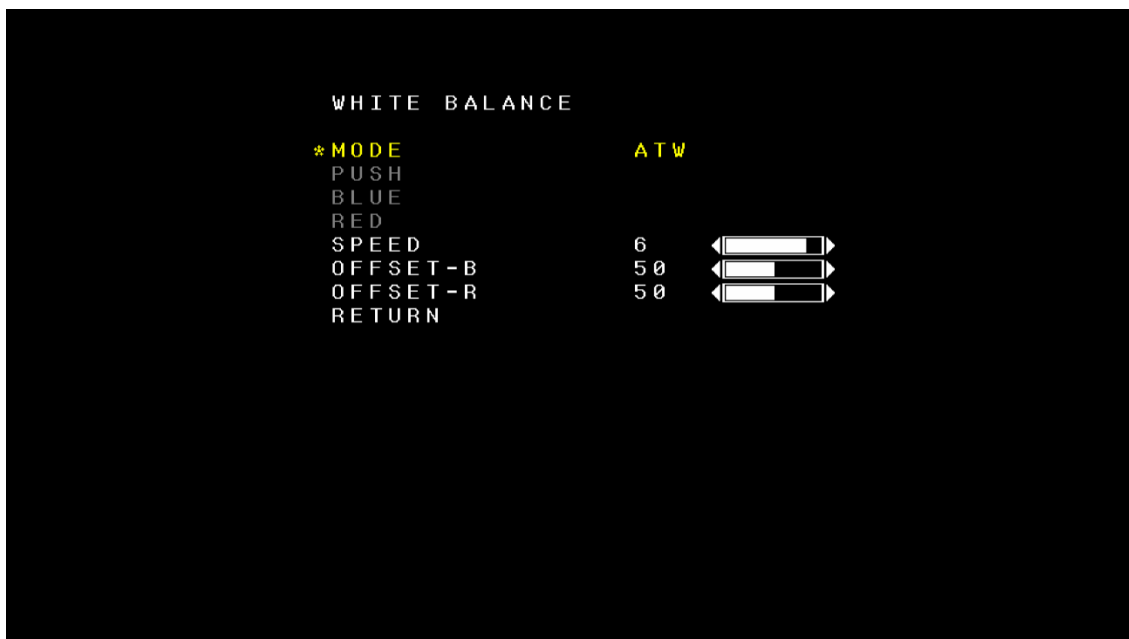 WHITE BALANCE
*MODE ATW
PUSH
BLUE
RED
SPEED 6
OFFSET-B 50
OFFSET-R 50
RETURN